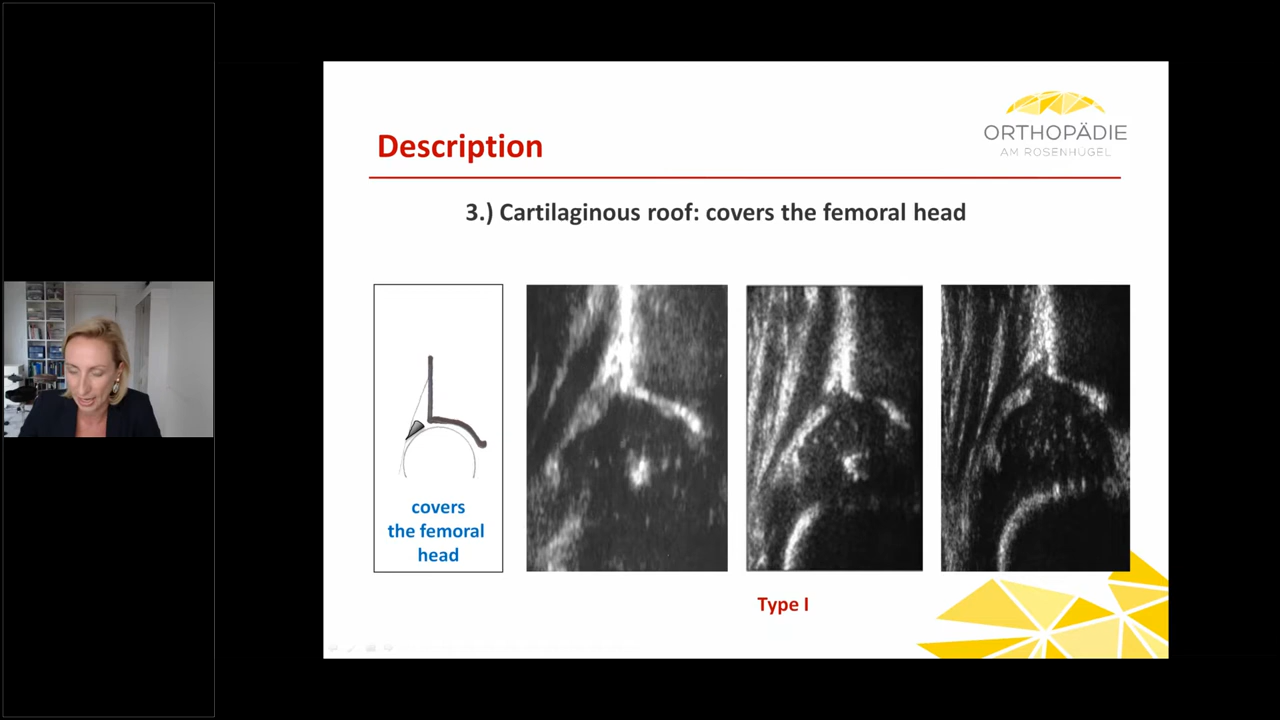 ORTHOPÄDIE
AM ROSENHÜGEL
Description
3.) Cartilaginous roof: covers the femoral head
covers
the femoral
head
Type I